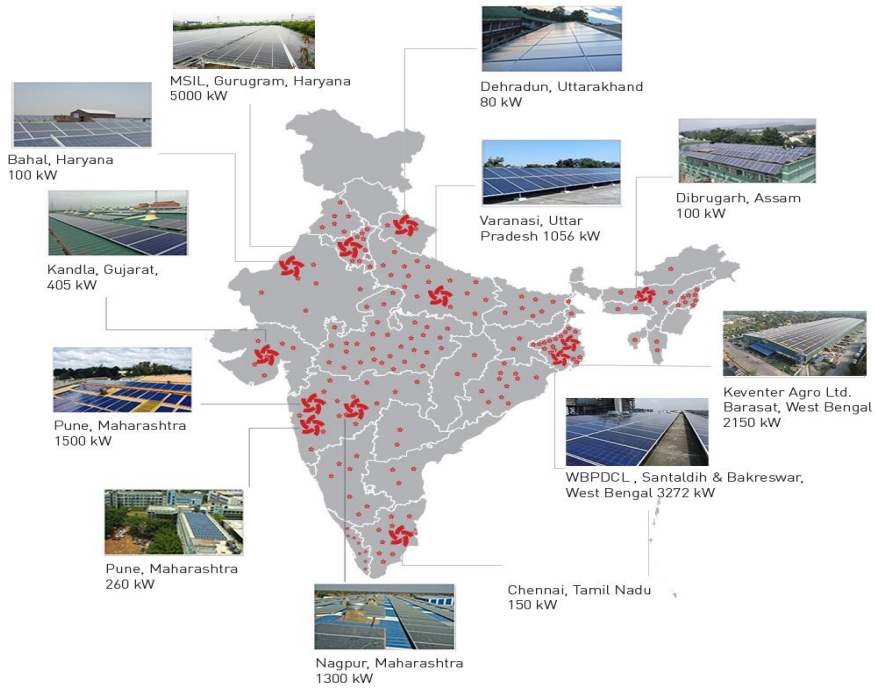 MSIL, Gurugram, Haryana
5000 kW
Dehradun, Uttarakhand
80 kW
Bahal, Haryana
100 kW
Varanasi, Uttar
Pradesh 1056 kW
Dibrugarh, Assam
100 kW
Kandla, Gujarat,
405 kW
Keventer Agro Ltd.
Barasat, West Bengal
2150 kW
Pune, Maharashtra
1500 kW
WBPDCL , Santaldih & Bakreswar,
West Bengal 3272 kW
Pune, Maharashtra
260 kW
Chennai, Tamil Nadu
150 kW
Nagpur, Maharashtra
1300 kW